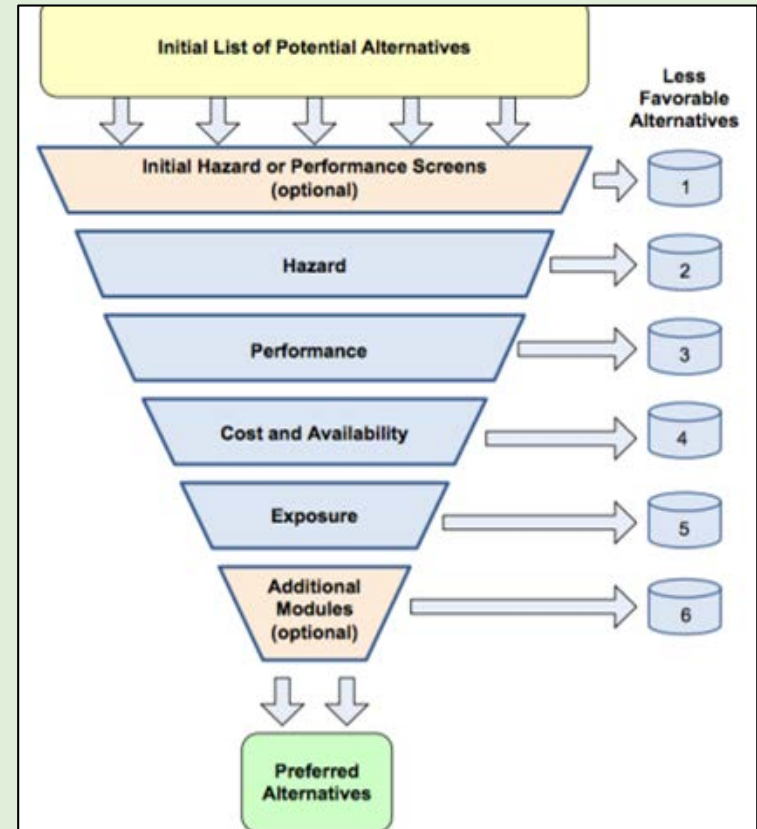 Initial List of Potential Alternatives
Less
Favorable
Alternatives
Initial Hazard or Performance Screens
(optional)
1
Hazard
2
Performance
3
Cost and Availability
4
Exposure
5
Additional
Modules
(optional)
6
Preferred
Alternatives